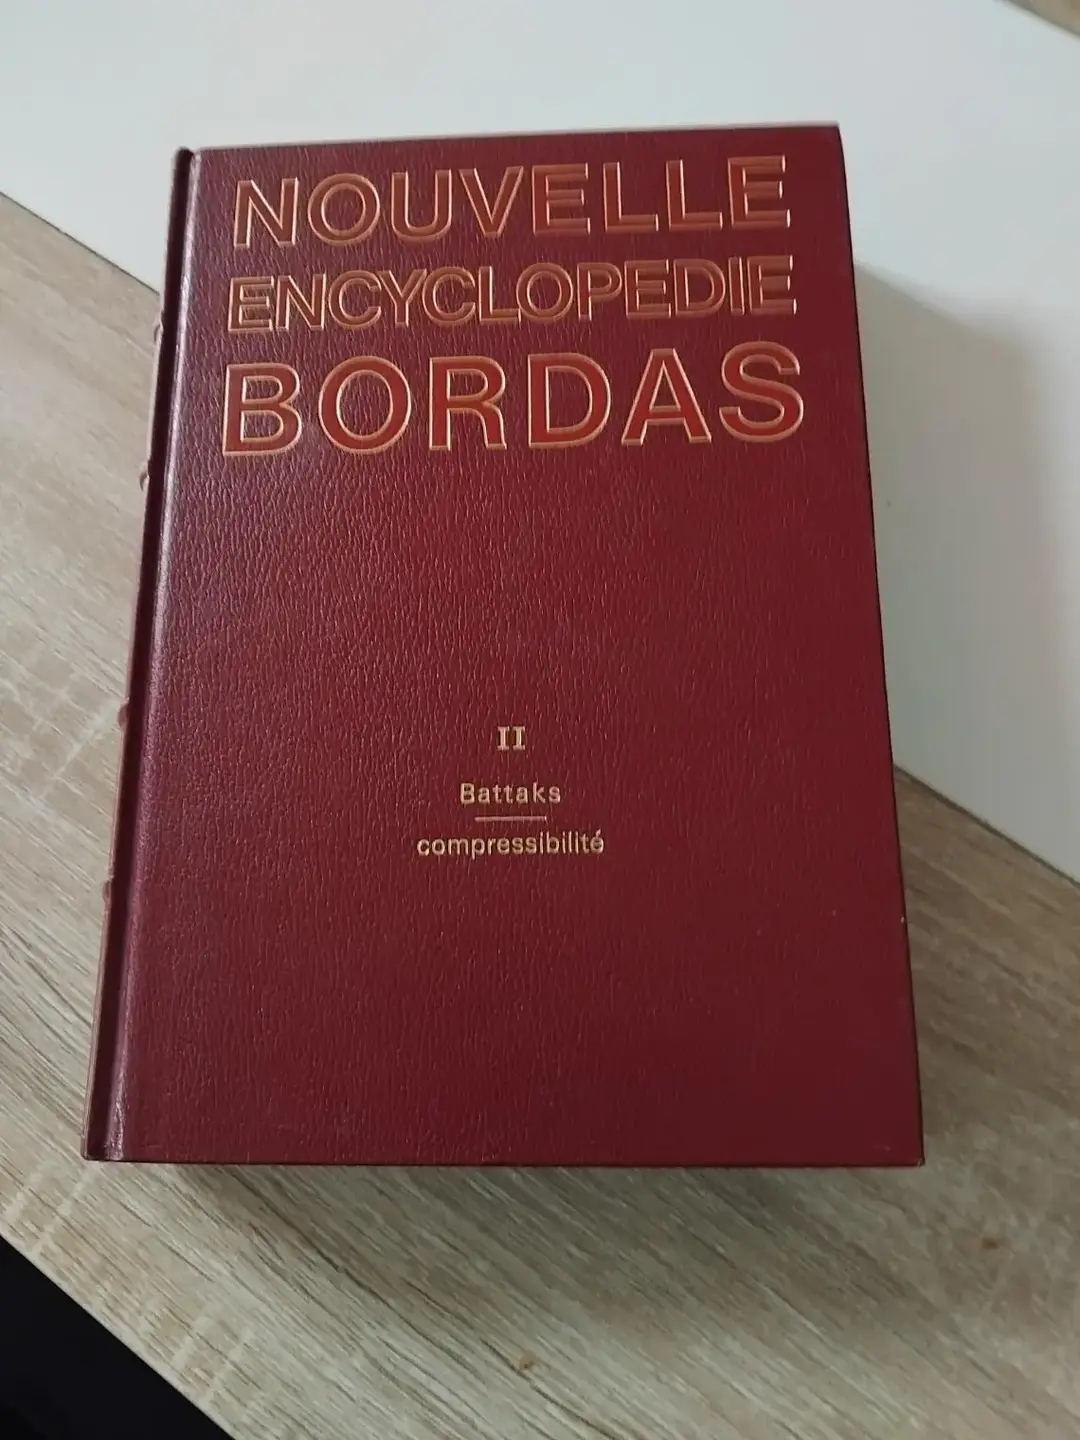 NOUVELLE
ENCYCLOPEDIE
BORDAS
II
Battaks
compressibilité